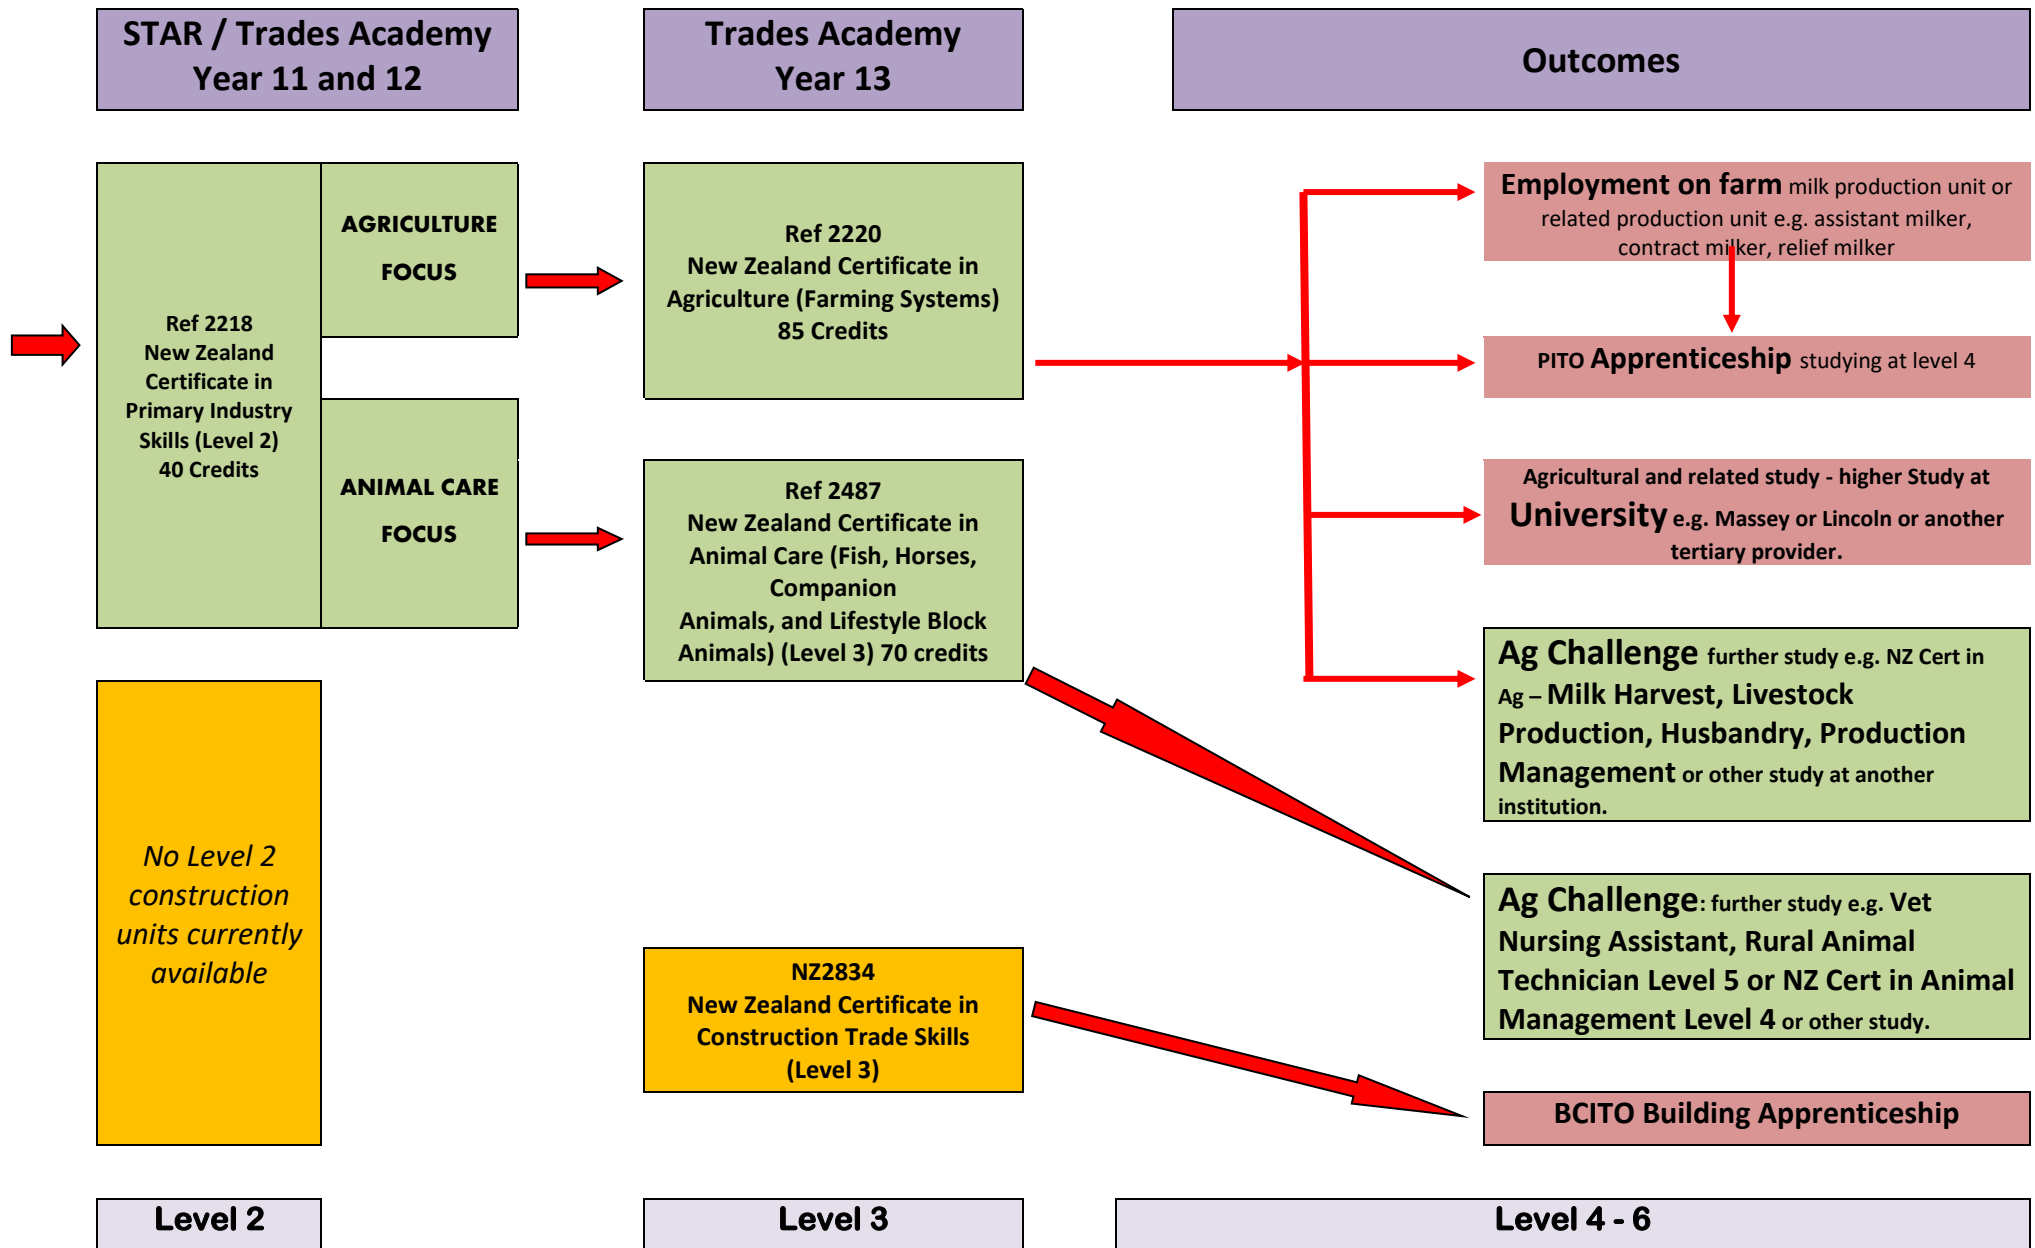 STAR / Trades Academy
Year 11 and 12
Trades Academy
Year 13
Outcomes
Ref 2218
New Zealand
Certificate in
Primary Industry
Skills (Level 2)
40 Credits
AGRICULTURE
FOCUS
ANIMAL CARE
FOCUS
Ref 2220
New Zealand Certificate in
Agriculture (Farming Systems)
85 Credits
Ref 2487
New Zealand Certificate in
Animal Care (Fish, Horses,
Companion
Animals, and Lifestyle Block
Animals) (Level 3) 70 credits
Employment on farm milk production unit or
related production unit e.g. assistant milker,
contract milker, relief milker
PITO Apprenticeship studying at level 4
Agricultural and related study - higher Study at
University e.g. Massey or Lincoln or another
tertiary provider.
Ag Challenge further study e.g. NZ Cert in
Ag – Milk Harvest, Livestock
Production, Husbandry, Production
Management or other study at another
institution.
Ag Challenge: further study e.g. Vet
Nursing Assistant, Rural Animal
Technician Level 5 or NZ Cert in Animal
Management Level 4 or other study.
No Level 2
construction
units currently
available
NZ2834
New Zealand Certificate in
Construction Trade Skills
(Level 3)
BCITO Building Apprenticeship
Level 2
Level 3
Level 4 - 6